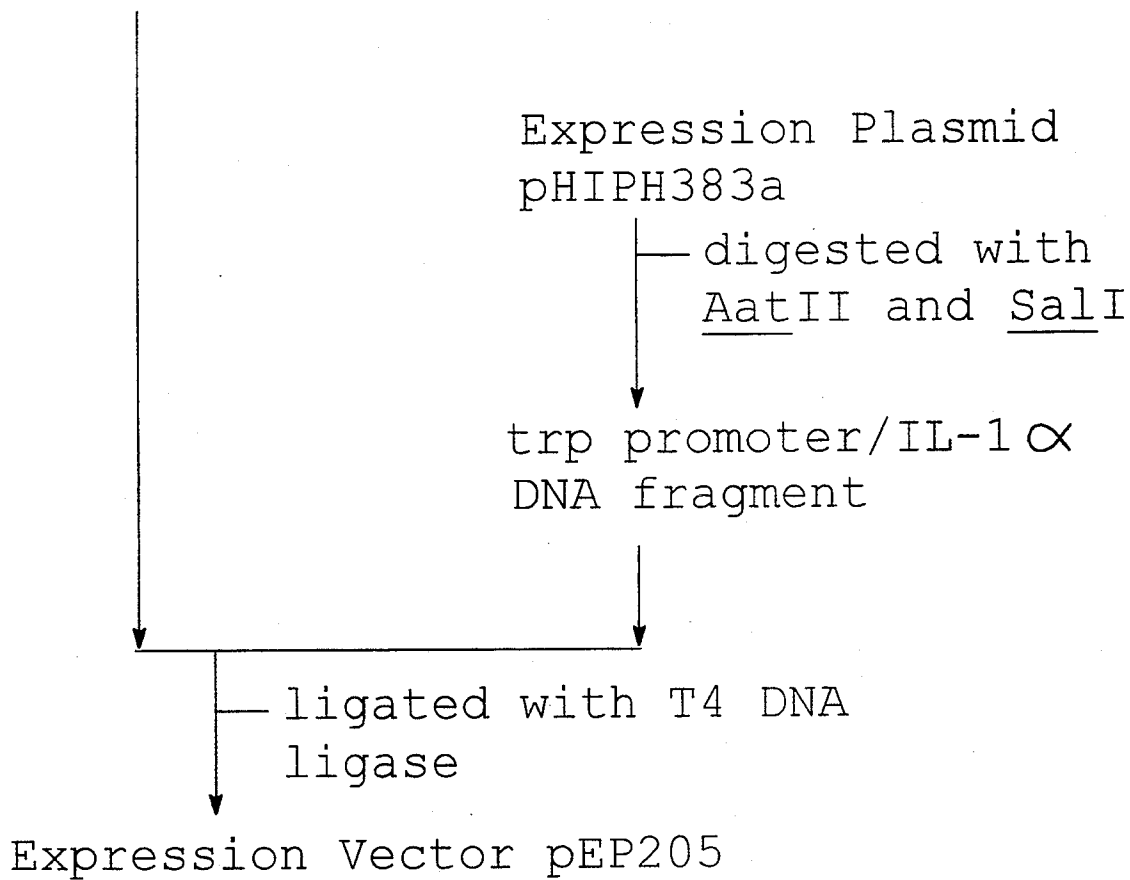 Expression Plasmid
pHIPH383a
digested with
AatII and SalI
trp promoter/IL-1α
DNA fragment
ligated with T4 DNA
ligase
Expression Vector pEP205